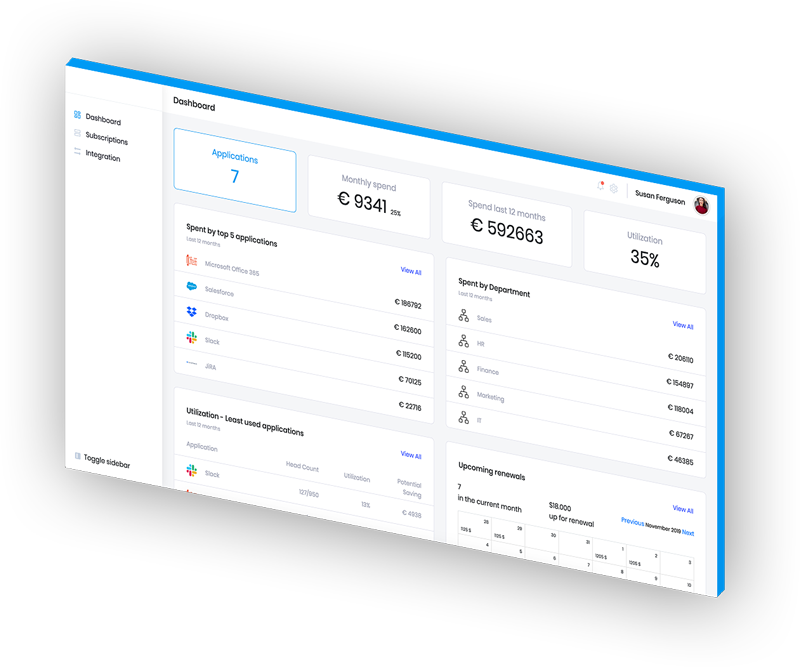 Dashboard
Dashboard
Subscriptions
Integration
Toggle sidebar
Susan Ferguson
Applications
7
Monthly spend
€ 9341 25%
Spend last 12 months
€ 592663
Utilization
35%
Spent by top 5 applications
Last 12 months
View All
Microsoft Office 365
€ 186792
Salesforce
€ 162600
Dropbox
€ 115200
Slack
€ 70125
JIRA
€ 22716
Spent by Department
Last 12 months
View All
Sales
€ 208110
HR
€ 154897
Finance
€ 118004
Marketing
€ 67267
IT
€ 46385
Utilization - Least used applications
Last 12 months
View All
Application Head Count Utilization Potential
Saving
Slack 127/950 13% € 4938
Upcoming renewals
View All
7
in the current month
$18.000
up for renewal
Previous November 2019 Next
28 29 30 31 1 2 3
1125 $ 1125 $ 1205 $ 1205 $
4 5 6 7 8 9 10